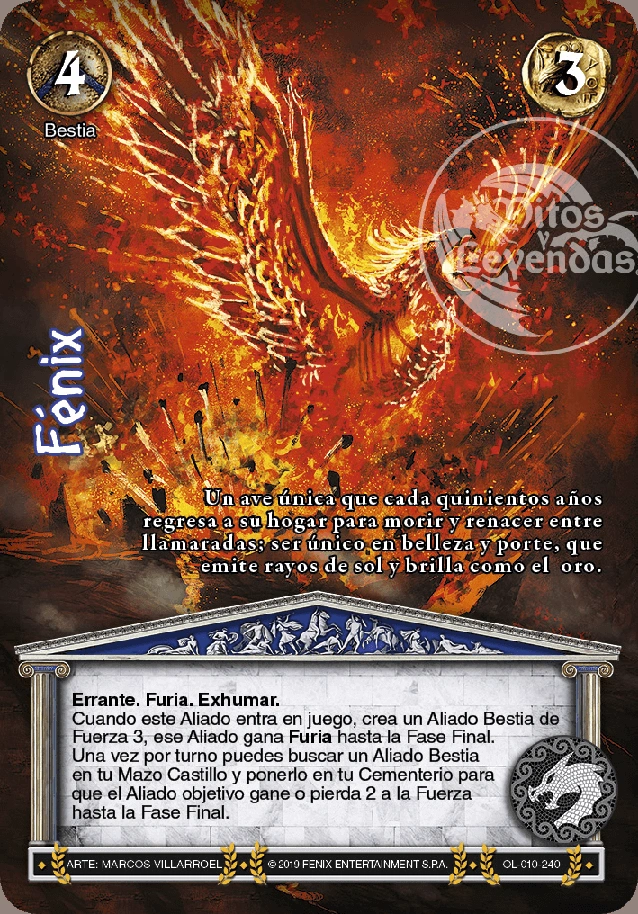 4
3
Bestia
Mitos
y
Leyendas
Fénix
Un ave única que cada quinientos años
regresa a su hogar para morir y renacer entre
llamaradas; ser único en belleza y porte, que
emite rayos de sol y brilla como el oro.
Errante. Furia. Exhumar.
Cuando este Aliado entra en juego, crea un Aliado Bestia de
Fuerza 3, ese Aliado gana Furia hasta la Fase Final.
Una vez por turno puedes buscar un Aliado Bestia
en tu Mazo Castillo y ponerlo en tu Cementerio para
que el Aliado objetivo gane o pierda 2 a la Fuerza
hasta la Fase Final.
ARTE: MARCOS VILLARROEL
© 2019 FENIX ENTERTAINMENT S.P.A.
OL-010-240